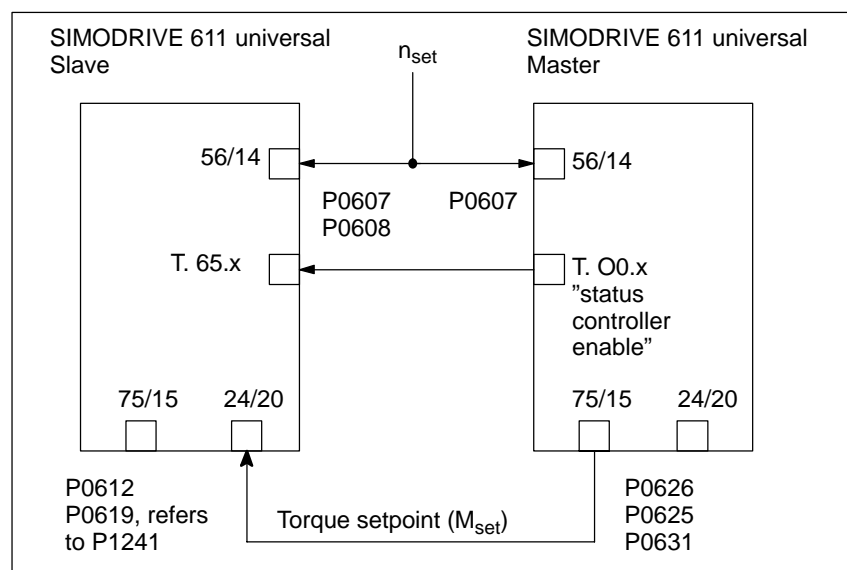 SIMODRIVE 611 universal
Slave
n_set
SIMODRIVE 611 universal
Master
56/14
56/14
P0607
P0608
P0607
T. 65.x
T. O0.x
”status
controller
enable”
75/15
24/20
75/15
24/20
P0612
P0619, refers
to P1241
Torque setpoint (M_set)
P0626
P0625
P0631